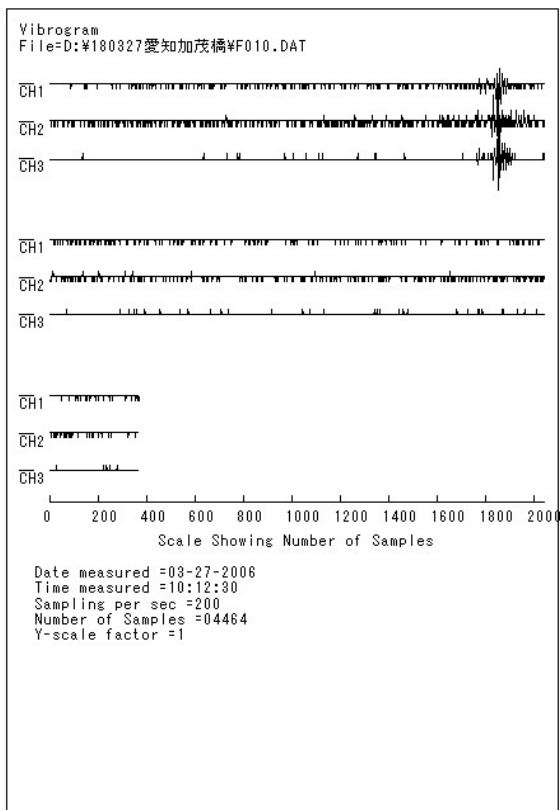 Vibrogram
File=D:¥180327愛知加茂橋¥F010.DAT
CH1
CH2
CH3
CH1
CH2
CH3
CH1
CH2
CH3
0 200 400 600 800 1000 1200 1400 1600 1800 2000
Scale Showing Number of Samples
Date measured =03-27-2006
Time measured =10:12:30
Sampling per sec =200
Number of Samples =04464
Y-scale factor =1